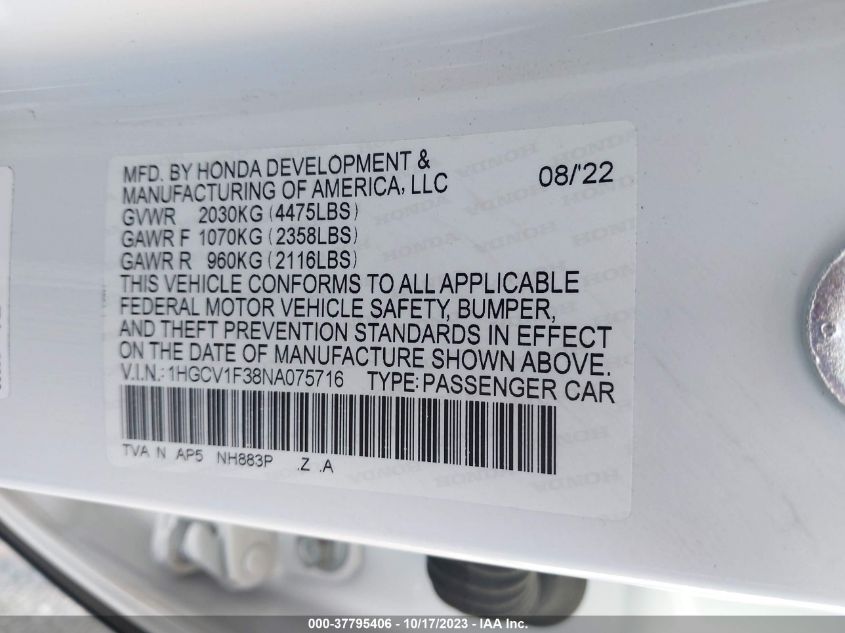 MFD. BY HONDA DEVELOPMENT &
MANUFACTURING OF AMERICA, LLC 08/'22
GVWR 2030KG (4475LBS)
GAWR F 1070KG (2358LBS)
GAWR R 960KG (2116LBS)
THIS VEHICLE CONFORMS TO ALL APPLICABLE
FEDERAL MOTOR VEHICLE SAFETY, BUMPER,
AND THEFT PREVENTION STANDARDS IN EFFECT
ON THE DATE OF MANUFACTURE SHOWN ABOVE.
V.I.N.: 1HGCV1F38NA075716 TYPE: PASSENGER CAR
TVA N AP5 NH883P .Z .A
000-37795406 - 10/17/2023 - IAA Inc.